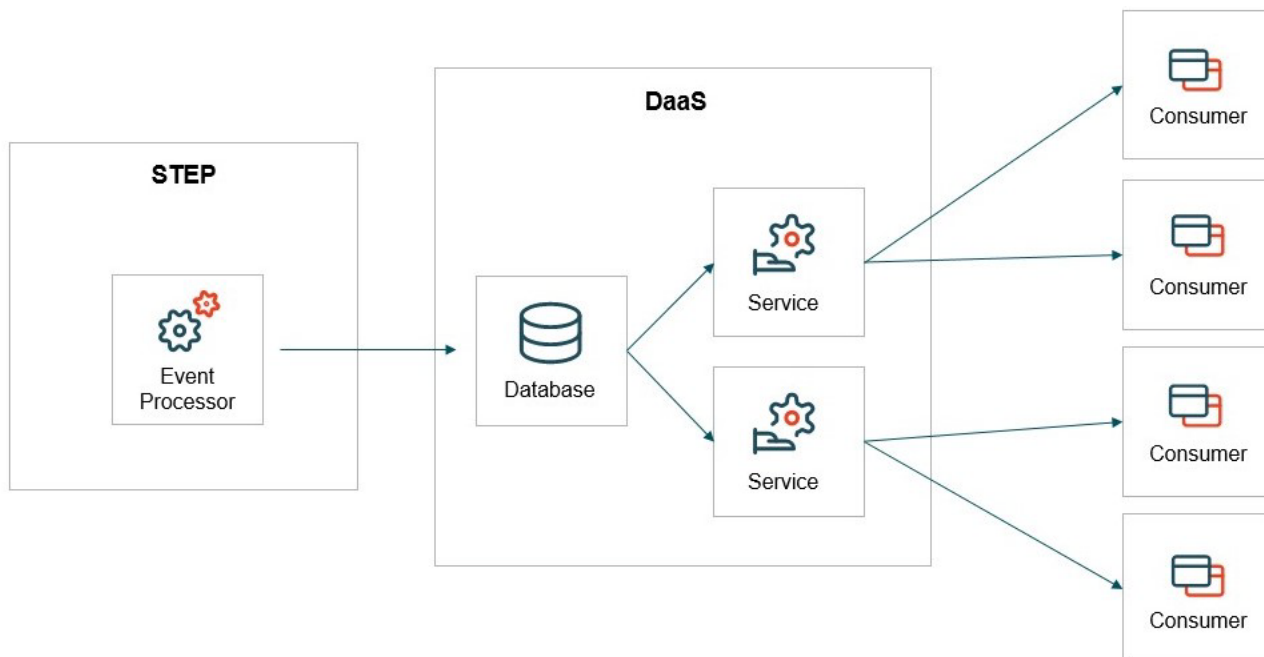 STEP
Event
Processor
DaaS
Database
Service
Service
Consumer
Consumer
Consumer
Consumer